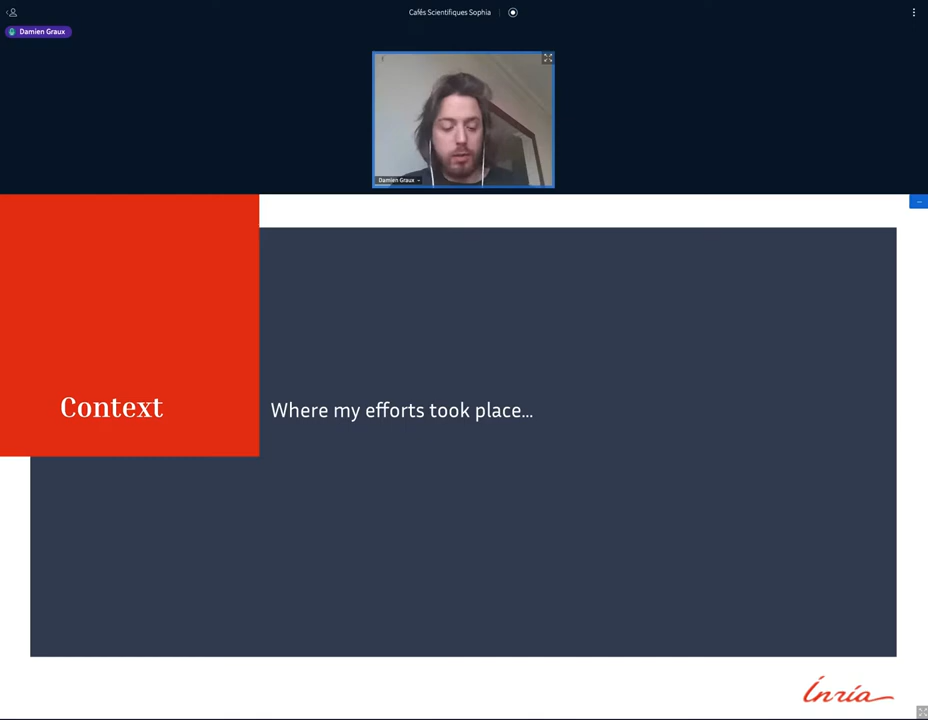 Cafés Scientifiques Sophia
Damien Graux
Damien Graux
Context
Where my efforts took place...
Inria